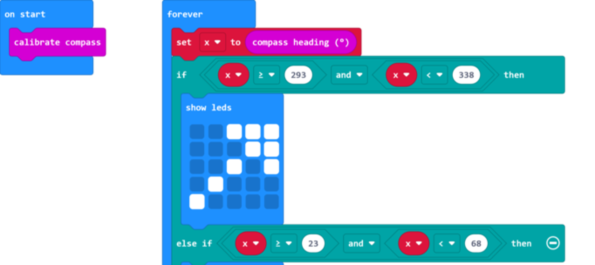 on start
calibrate compass
forever
set x to compass heading (°)
if x ≥ 293 and x < 338 then
show leds
else if x ≥ 23 and x < 68 then